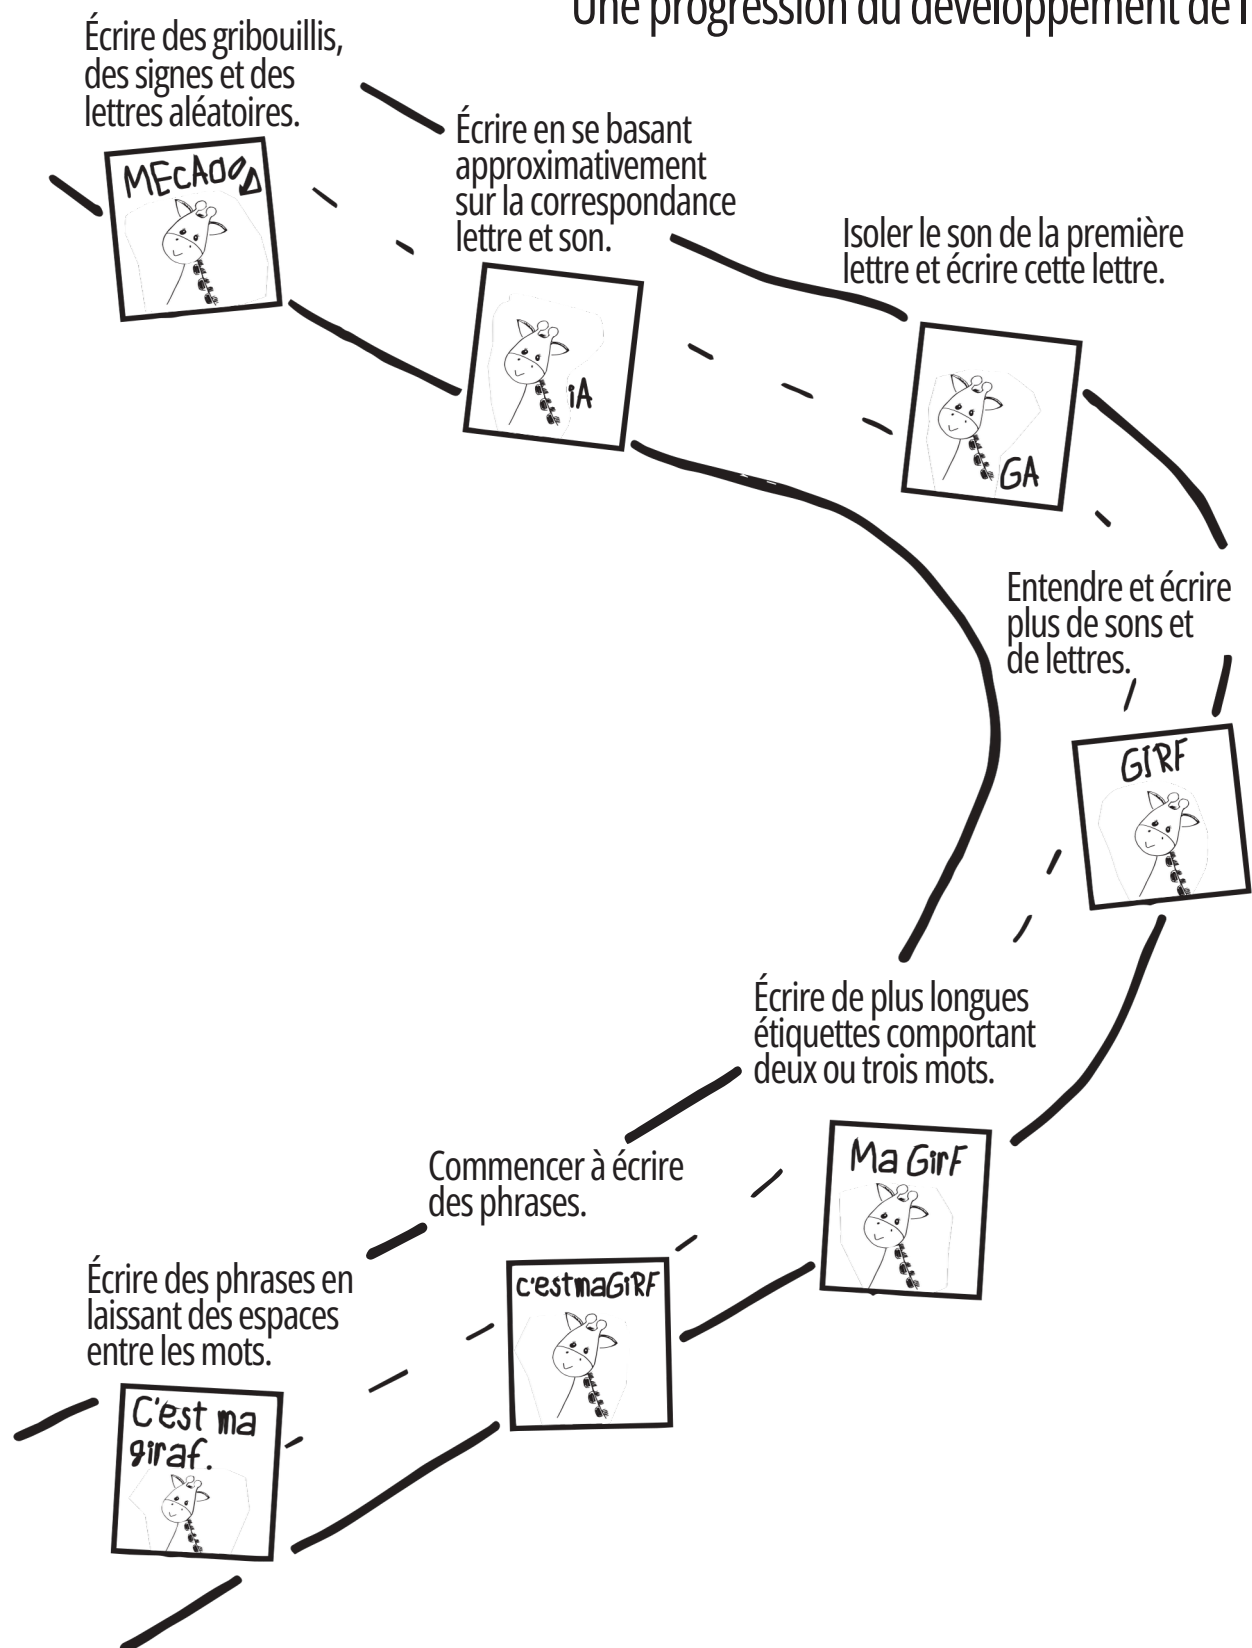 Une progression du développement de l
Écrire des gribouillis,
des signes et des
lettres aléatoires.
MEcAOO
Écrire en se basant
approximativement
sur la correspondance
lettre et son.
iA
Isoler le son de la première
lettre et écrire cette lettre.
GA
Entendre et écrire
plus de sons et
de lettres.
GIRF
Écrire de plus longues
étiquettes comportant
deux ou trois mots.
Ma GirF
Commencer à écrire
des phrases.
c'estmaGiRF
Écrire des phrases en
laissant des espaces
entre les mots.
C'est ma
giraf.